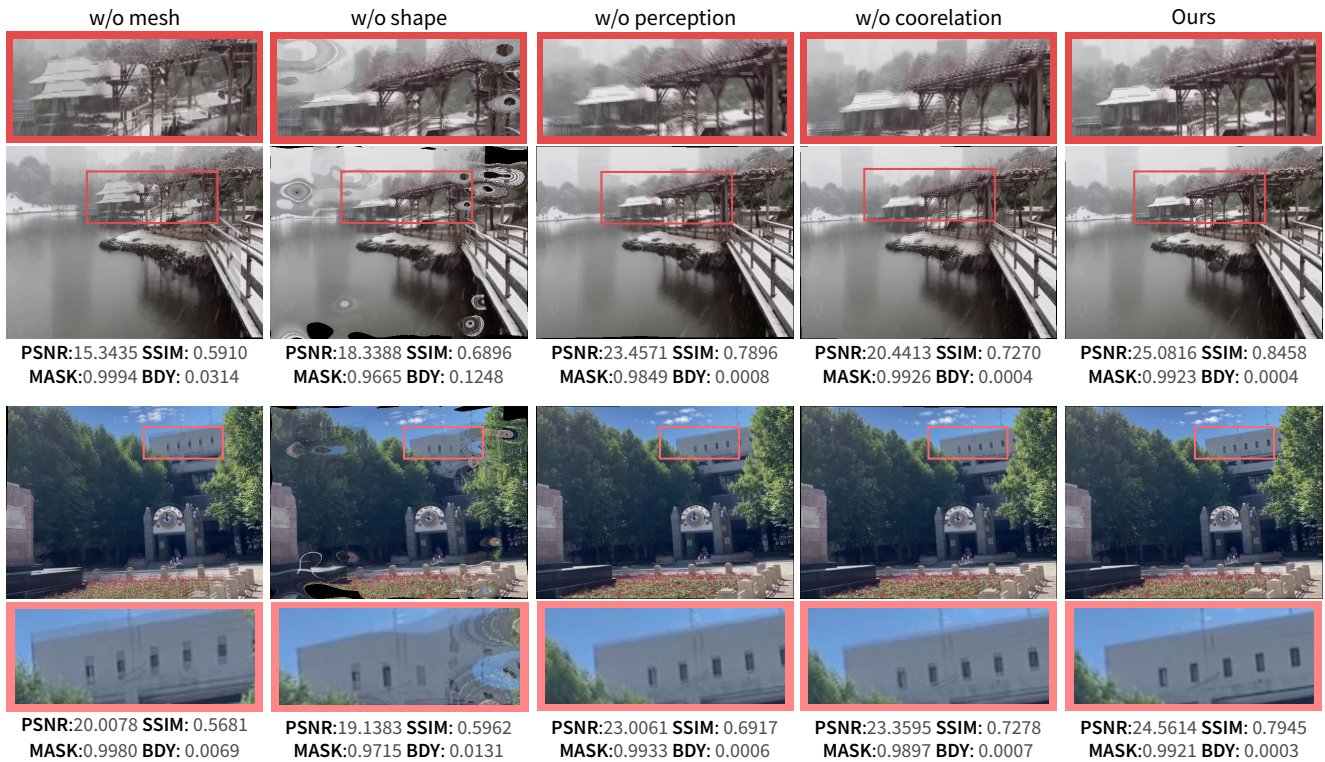 w/o mesh w/o shape w/o perception w/o coorelation Ours
PSNR:15.3435 SSIM: 0.5910 PSNR:18.3388 SSIM: 0.6896 PSNR:23.4571 SSIM: 0.7896 PSNR:20.4413 SSIM: 0.7270 PSNR:25.0816 SSIM: 0.8458
MASK:0.9994 BDY: 0.0314 MASK:0.9665 BDY: 0.1248 MASK:0.9849 BDY: 0.0008 MASK:0.9926 BDY: 0.0004 MASK:0.9923 BDY: 0.0004
PSNR:20.0078 SSIM: 0.5681 PSNR:19.1383 SSIM: 0.5962 PSNR:23.0061 SSIM: 0.6917 PSNR:23.3595 SSIM: 0.7278 PSNR:24.5614 SSIM: 0.7945
MASK:0.9980 BDY: 0.0069 MASK:0.9715 BDY: 0.0131 MASK:0.9933 BDY: 0.0006 MASK:0.9897 BDY: 0.0007 MASK:0.9921 BDY: 0.0003